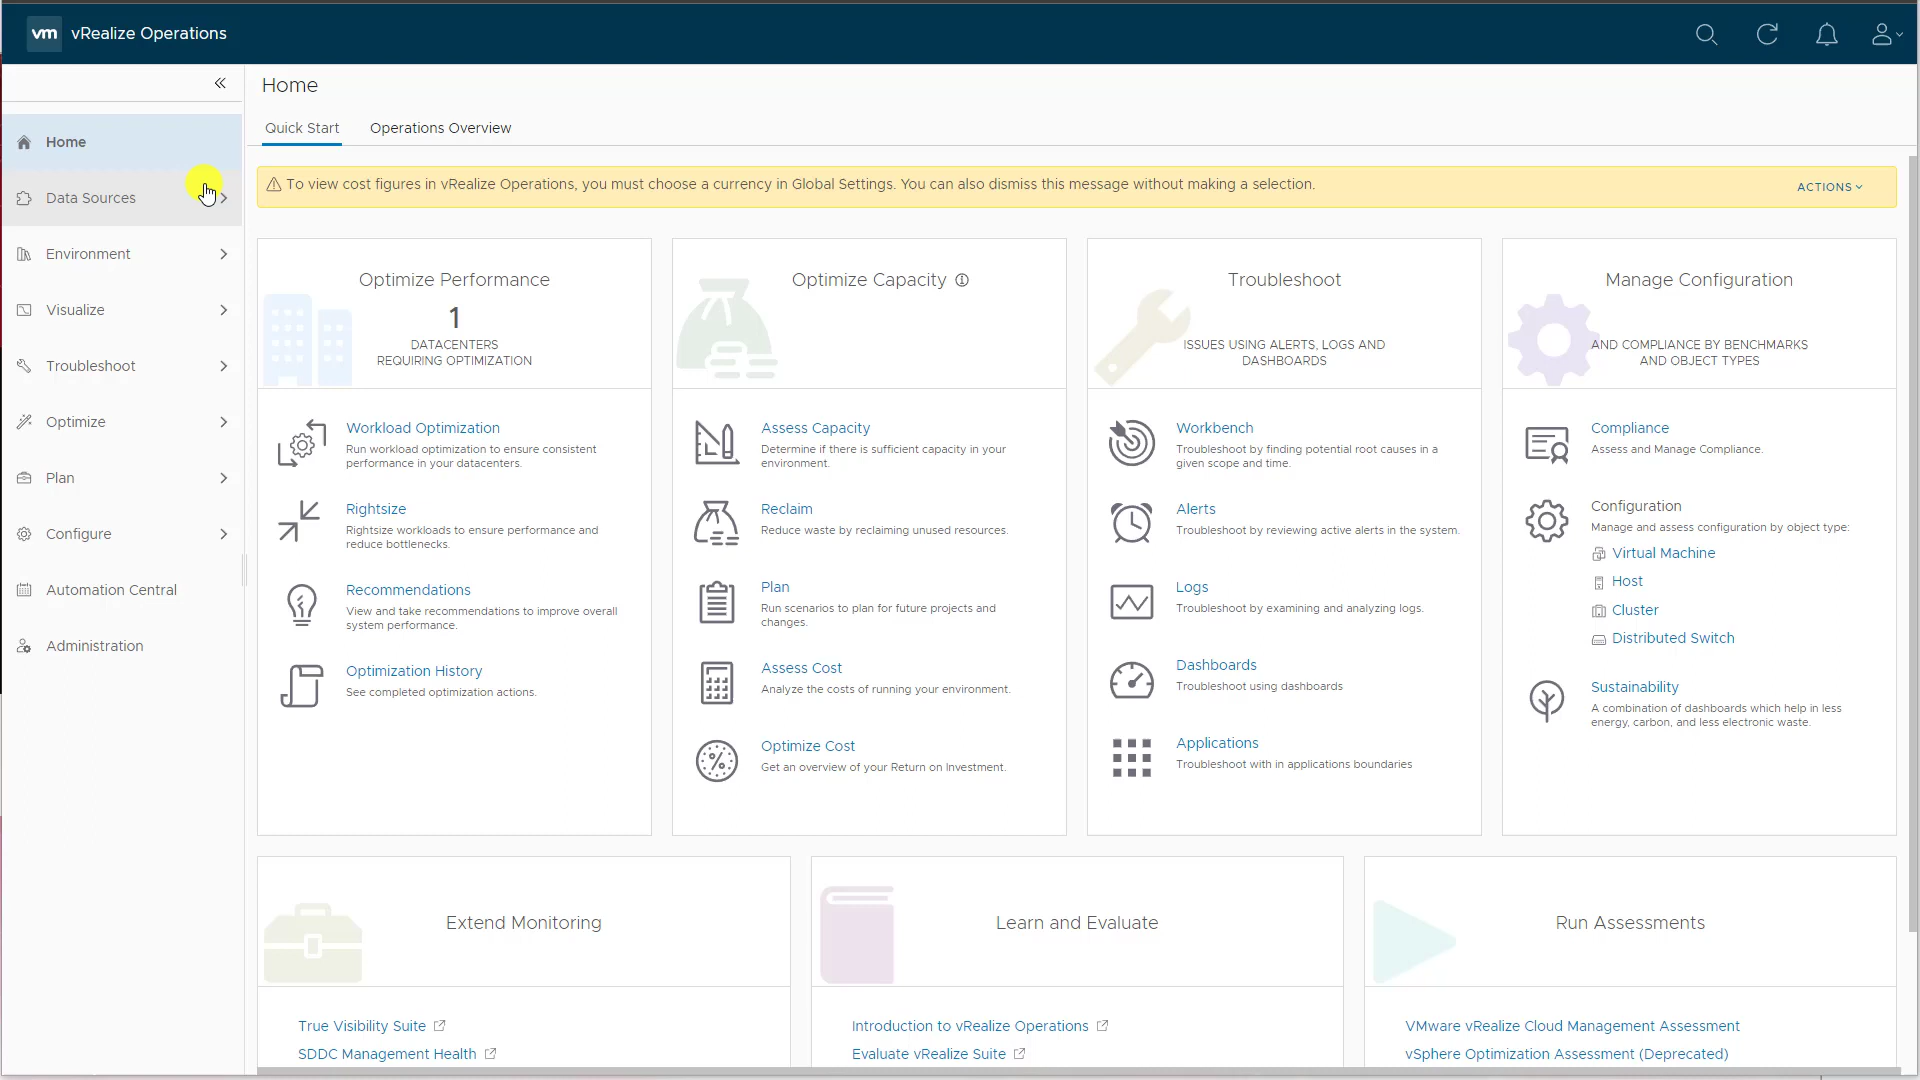 vm vRealize Operations
Home
Data Sources
Environment
Visualize
Troubleshoot
Optimize
Plan
Configure
Automation Central
Administration
Home
Quick Start Operations Overview
To view cost figures in vRealize Operations, you must choose a currency in Global Settings. You can also dismiss this message without making a selection.
ACTIONS
Optimize Performance
1
DATACENTERS
REQUIRING OPTIMIZATION
Workload Optimization
Run workload optimization to ensure consistent
performance in your datacenters.
Rightsize
Rightsize workloads to ensure performance and
reduce bottlenecks.
Recommendations
View and take recommendations to improve overall
system performance.
Optimization History
See completed optimization actions.
Optimize Capacity
Assess Capacity
Determine if there is sufficient capacity in your
environment.
Reclaim
Reduce waste by reclaiming unused resources.
Plan
Run scenarios to plan for future projects and
changes.
Assess Cost
Analyze the costs of running your environment.
Optimize Cost
Get an overview of your Return on Investment.
Troubleshoot
ISSUES USING ALERTS, LOGS AND
DASHBOARDS
Workbench
Troubleshoot by finding potential root causes in a
given scope and time.
Alerts
Troubleshoot by reviewing active alerts in the system.
Logs
Troubleshoot by examining and analyzing logs.
Dashboards
Troubleshoot using dashboards
Applications
Troubleshoot with in applications boundaries
Manage Configuration
AND COMPLIANCE BY BENCHMARKS
AND OBJECT TYPES
Compliance
Assess and Manage Compliance.
Configuration
Manage and assess configuration by object type:
Virtual Machine
Host
Cluster
Distributed Switch
Sustainability
A combination of dashboards which help in less
energy, carbon, and less electronic waste.
Extend Monitoring
True Visibility Suite
SDDC Management Health
Learn and Evaluate
Introduction to vRealize Operations
Evaluate vRealize Suite
Run Assessments
VMware vRealize Cloud Management Assessment
vSphere Optimization Assessment (Deprecated)